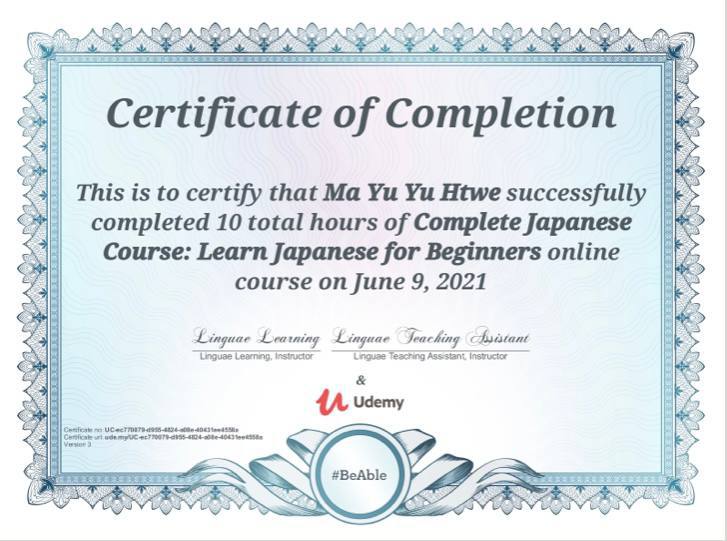 Certificate of Completion
This is to certify that Ma Yu Yu Htwe successfully
completed 10 total hours of Complete Japanese
Course: Learn Japanese for Beginners online
course on June 9, 2021
Linguae Learning Linguae Teaching Assistant
Linguae Learning, Instructor Linguae Teaching Assistant, Instructor
&
Udemy
Certificate no: UC-ec770879-d955-4824-a08e-40431ee4558a
Certificate url: ude.my/UC-ec770879-d955-4824-a08e-40431ee4558a
Version 3
#BeAble